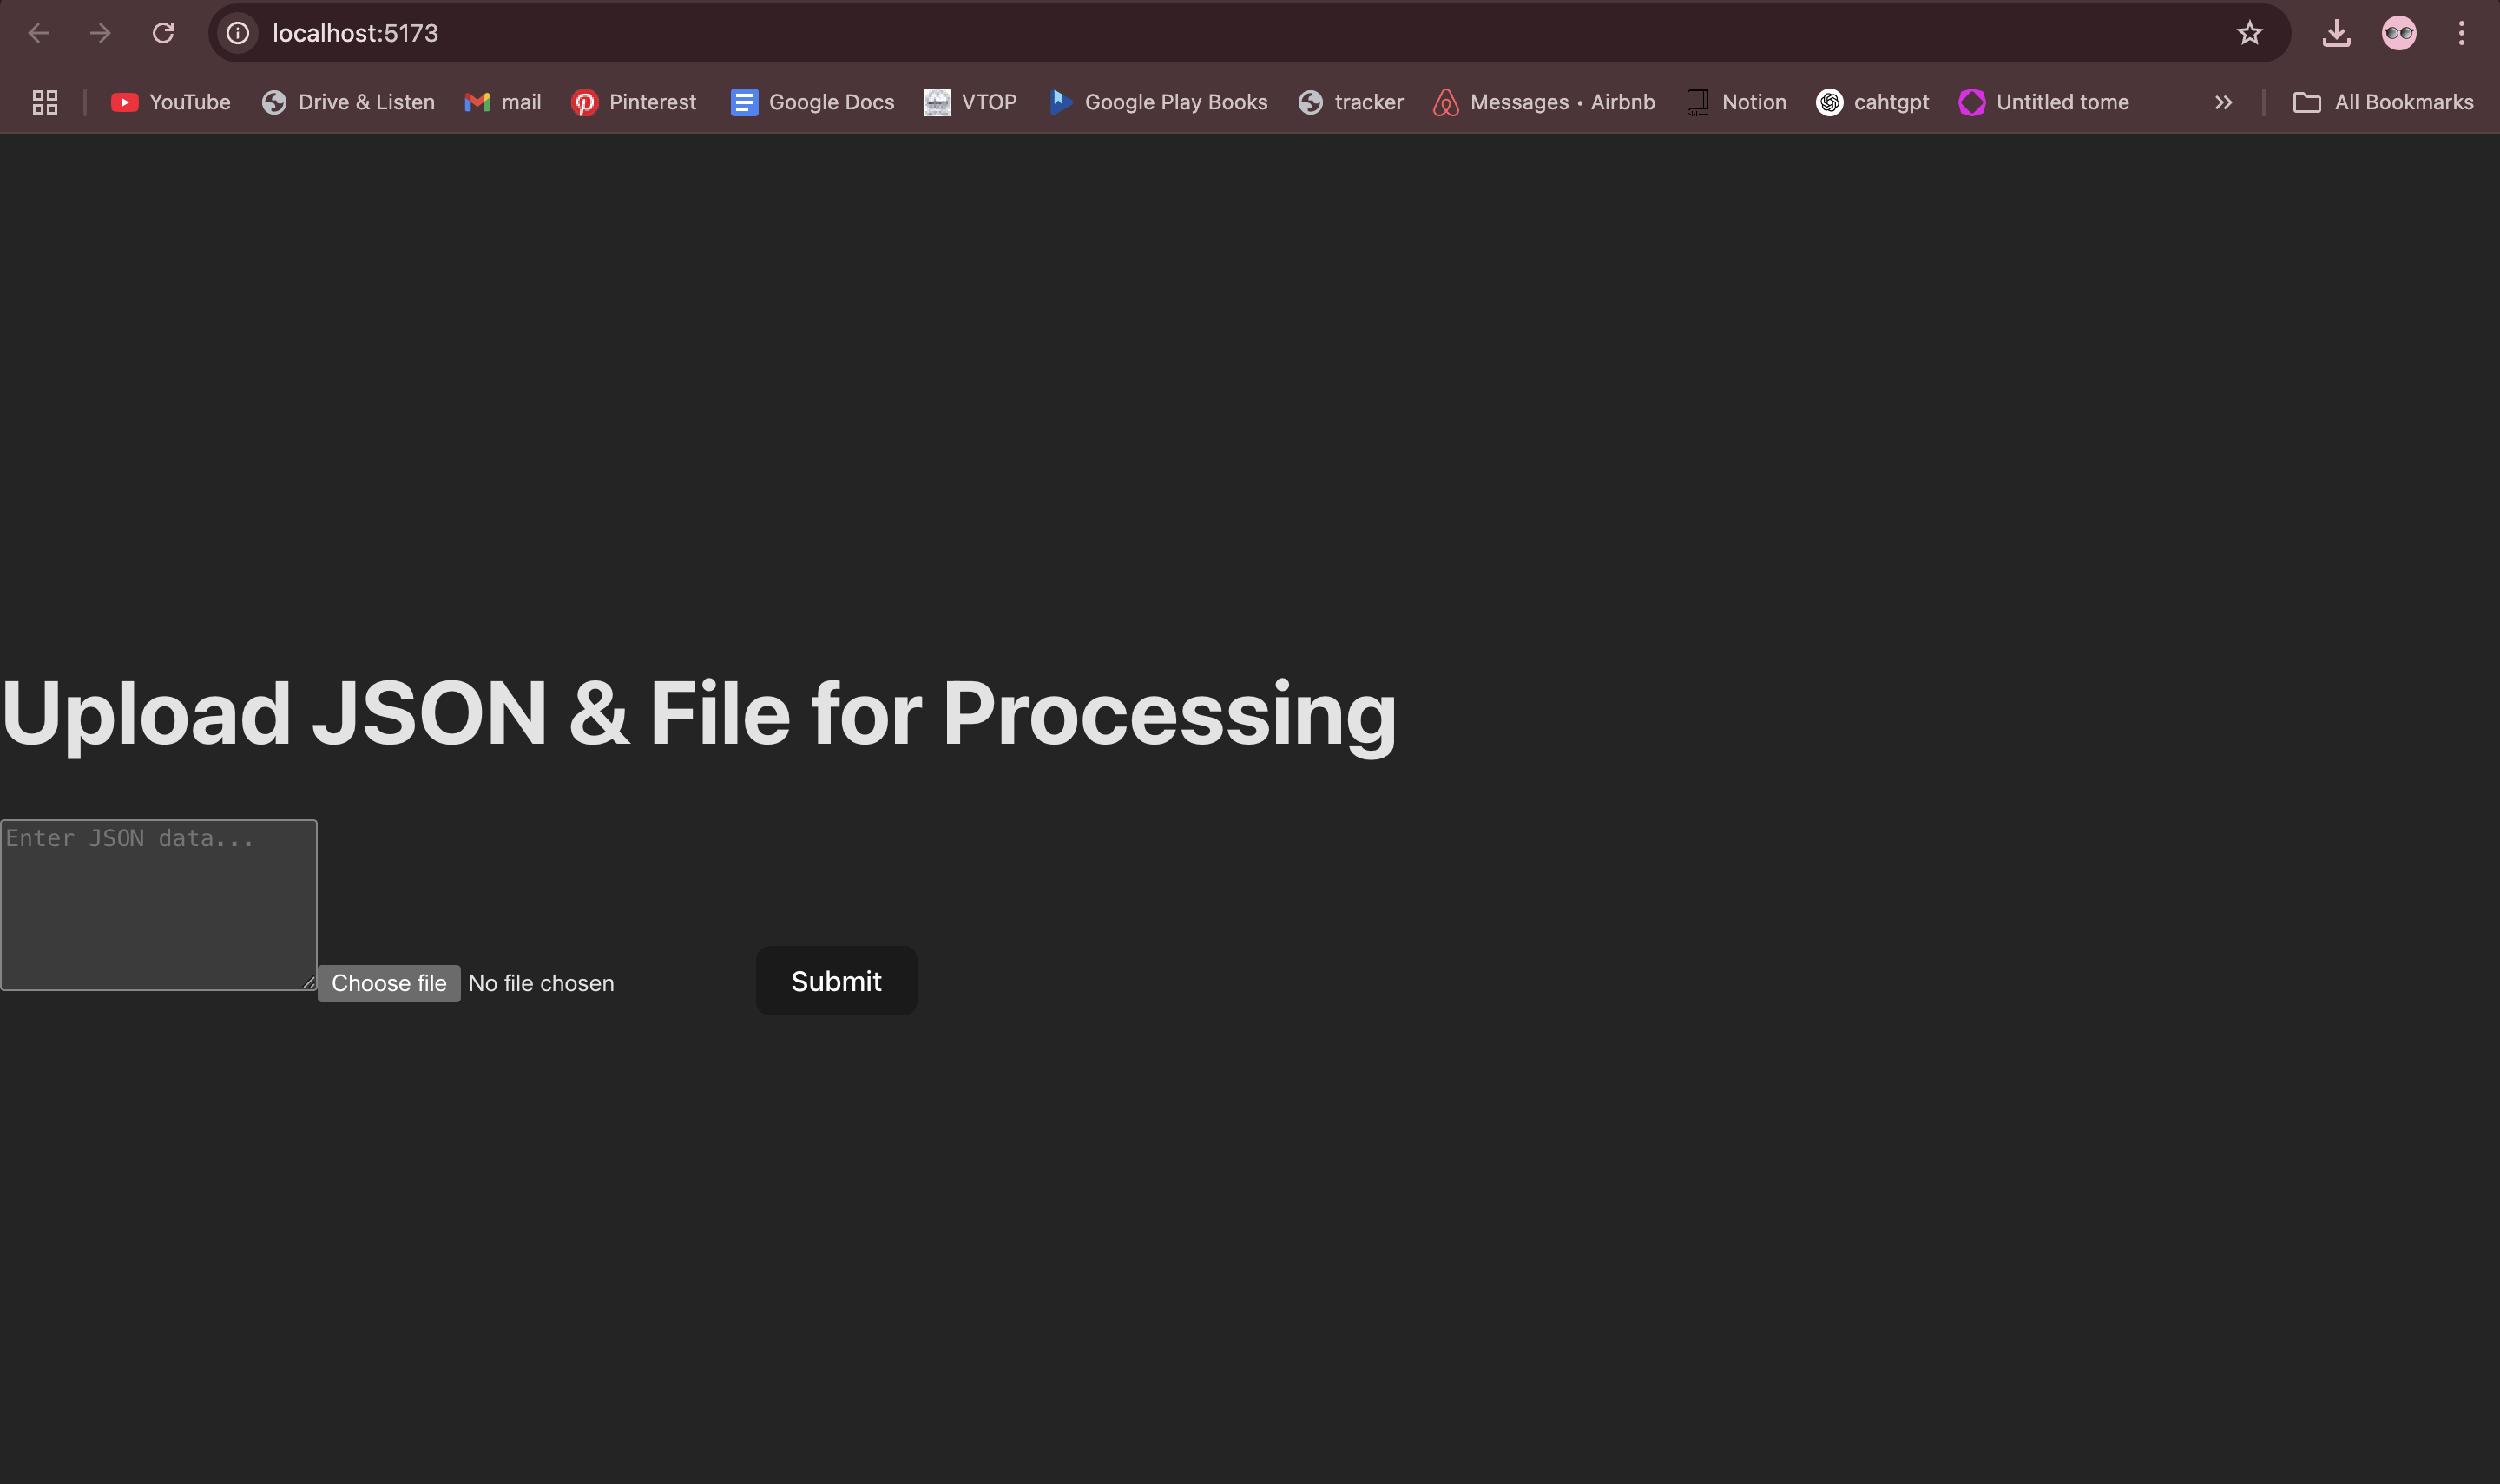 localhost:5173
YouTube Drive & Listen mail Pinterest Google Docs VTOP Google Play Books tracker Messages • Airbnb Notion cahtgpt Untitled tome All Bookmarks
Upload JSON & File for Processing
Enter JSON data...
Choose file No file chosen Submit